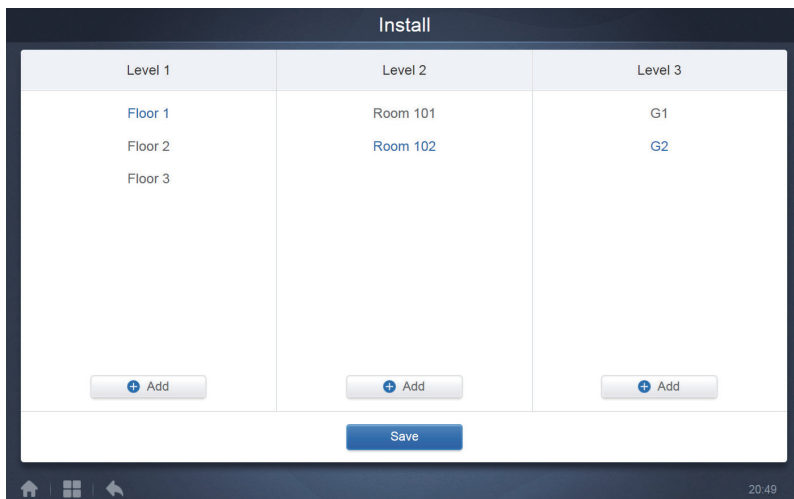 Install
Level 1 Level 2 Level 3
Floor 1 Room 101 G1
Floor 2 Room 102 G2
Floor 3
Add Add Add
Save
20:49